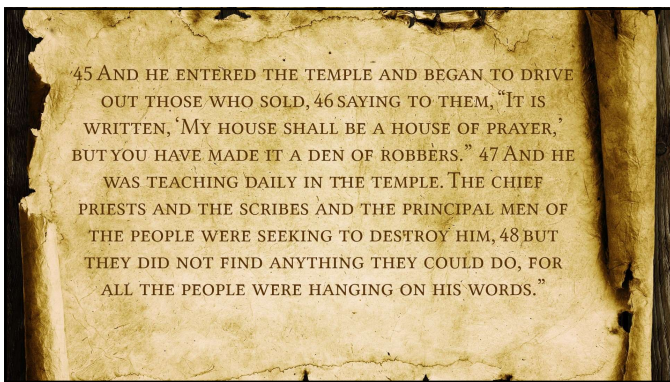 45 And he entered the temple and began to drive
out those who sold, 46 saying to them, “It is
written, ‘My house shall be a house of prayer,’
but you have made it a den of robbers.” 47 And he
was teaching daily in the temple. The chief
priests and the scribes and the principal men of
the people were seeking to destroy him, 48 but
they did not find anything they could do, for
all the people were hanging on his words.”